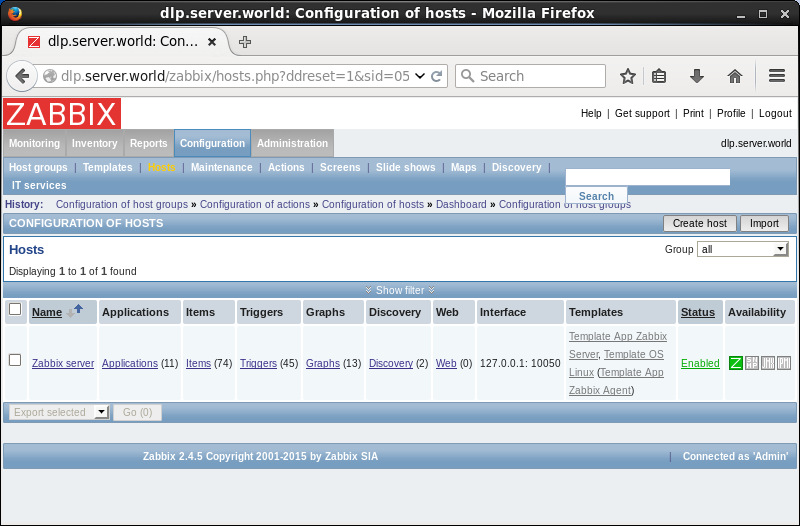 dlp.server.world: Configuration of hosts - Mozilla Firefox
dlp.server.world: Con...
dlp.server.world/zabbix/hosts.php?ddreset=1&sid=05
Search
ZABBIX
Help | Get support | Print | Profile | Logout
Monitoring Inventory Reports Configuration Administration
dlp.server.world
Host groups | Templates | Hosts | Maintenance | Actions | Screens | Slide shows | Maps | Discovery |
IT services
Search
History: Configuration of host groups » Configuration of actions » Configuration of hosts » Dashboard » Configuration of host groups
CONFIGURATION OF HOSTS
Create host Import
Hosts
Group all
Displaying 1 to 1 of 1 found
Show filter
Name Applications Items Triggers Graphs Discovery Web Interface Templates Status Availability
Zabbix server Applications (11) Items (74) Triggers (45) Graphs (13) Discovery (2) Web (0) 127.0.0.1: 10050
Template App Zabbix
Server, Template OS
Linux (Template App
Zabbix Agent)
Enabled
Z
Export selected Go (0)
Zabbix 2.4.5 Copyright 2001-2015 by Zabbix SIA
| Connected as 'Admin'